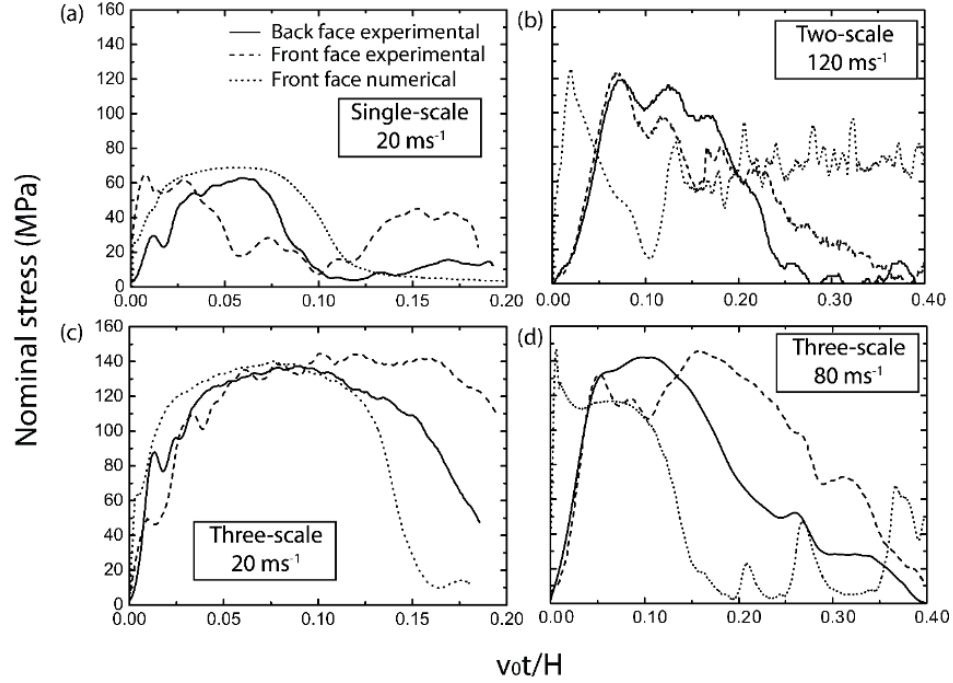 (a)
160
140
120
100
80
60
40
20
0
0.00
0.05
0.10
0.15
0.20
Back face experimental
Front face experimental
Front face numerical
Single-scale
20 ms⁻¹
(b)
Two-scale
120 ms⁻¹
0.00
0.10
0.20
0.30
0.40
Nominal stress (MPa)
(c)
160
140
120
100
80
60
40
20
0
0.00
0.05
0.10
0.15
0.20
Three-scale
20 ms⁻¹
(d)
Three-scale
80 ms⁻¹
0.00
0.10
0.20
0.30
0.40
v₀t/H